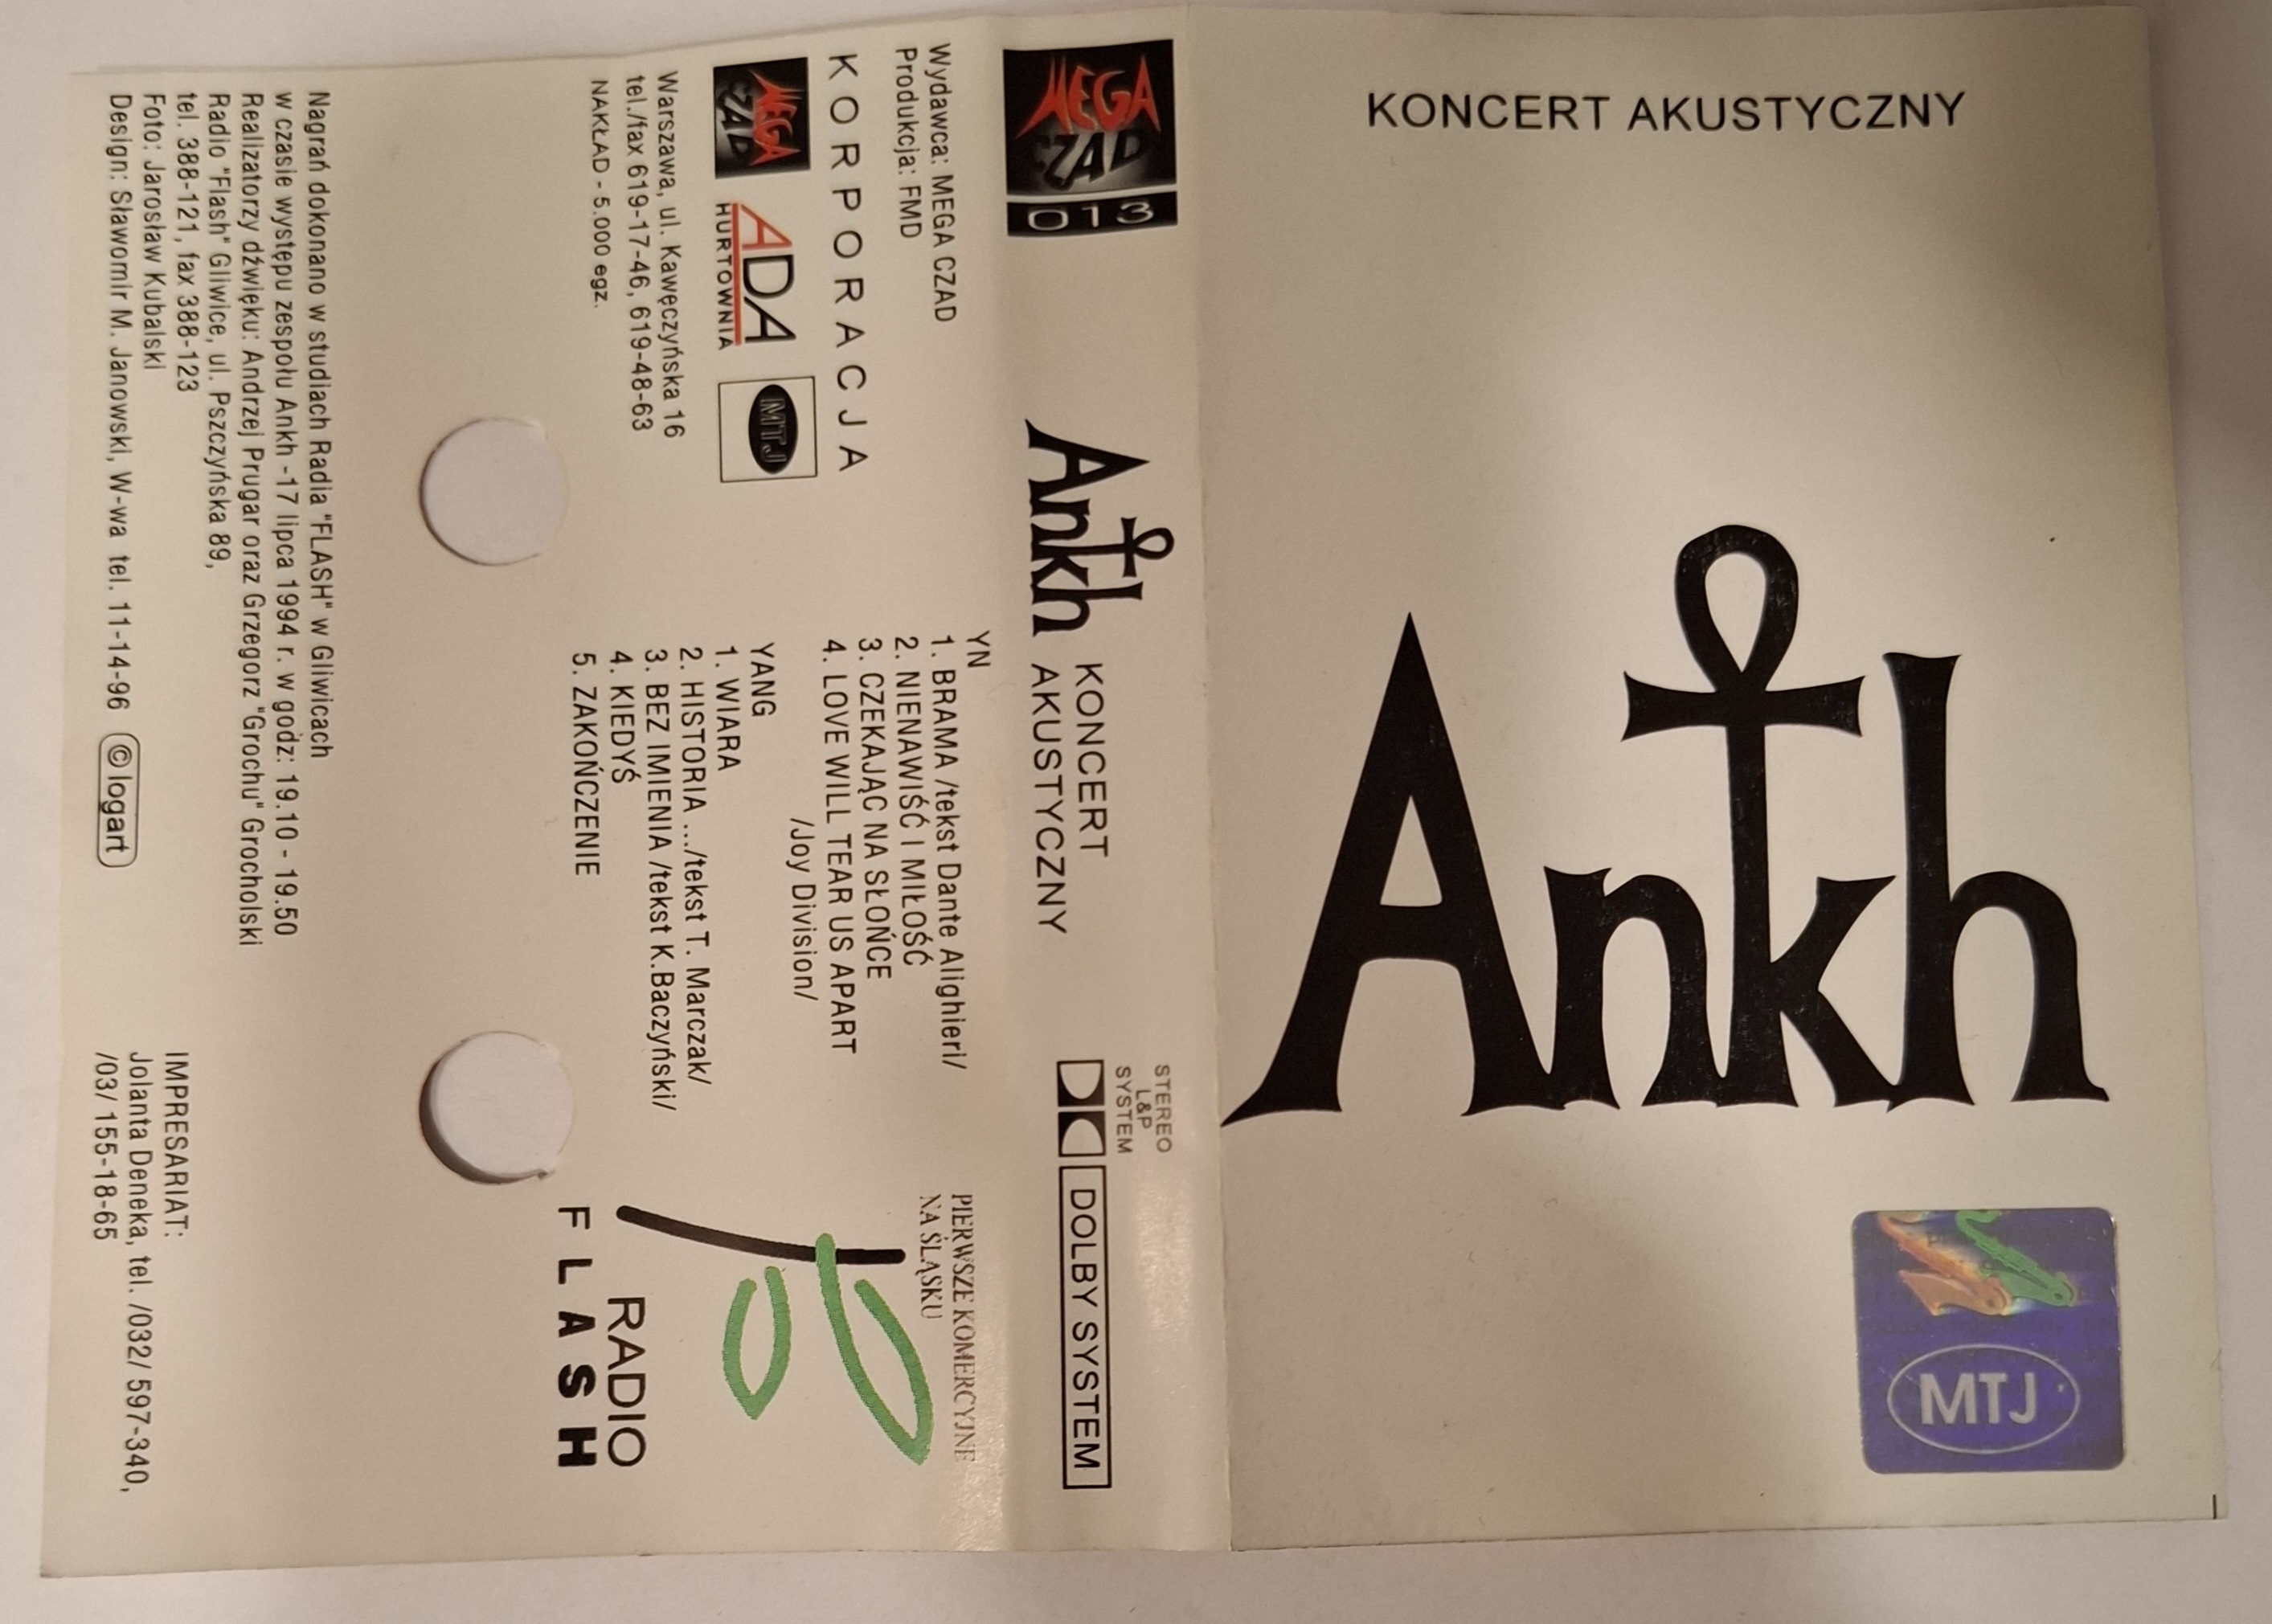 KONCERT AKUSTYCZNY
Ankh
MTJ
MEGA
CZAD
013
Ankh
KONCERT
AKUSTYCZNY
STEREO
L&P
SYSTEM
DOLBY SYSTEM
Wydawca: MEGA CZAD
Produkcja: FMD
KORPORACJA
MEGA
CZAD
ADA
HURTOWNIA
MTJ
Warszawa, ul. Kawęczyńska 16
tel./fax 619-17-46, 619-48-63
NAKŁAD - 5.000 egz.
YN
1. BRAMA /tekst Dante Alighieri/
2. NIENAWIŚĆ I MIŁOŚĆ
3. CZEKAJĄC NA SŁOŃCE
4. LOVE WILL TEAR US APART
/Joy Division/
YANG
1. WIARA
2. HISTORIA .../tekst T. Marczak/
3. BEZ IMIENIA /tekst K.Baczyński/
4. KIEDYŚ
5. ZAKOŃCZENIE
PIERWSZE KOMERCYJNE
NA ŚLĄSKU
RADIO
FLASH
Nagrań dokonano w studiach Radia "FLASH" w Gliwicach
w czasie występu zespołu Ankh -17 lipca 1994 r. w godz: 19.10 - 19.50
Realizatorzy dźwięku: Andrzej Prugar oraz Grzegorz "Grochu" Grocholski
Radio "Flash" Gliwice, ul. Pszczyńska 89,
tel. 388-121, fax 388-123
Foto: Jarosław Kubalski
Design: Sławomir M. Janowski, W-wa tel. 11-14-96 © logart
IMPRESARIAT:
Jolanta Deneka, tel. /032/ 597-340,
/03/ 155-18-65